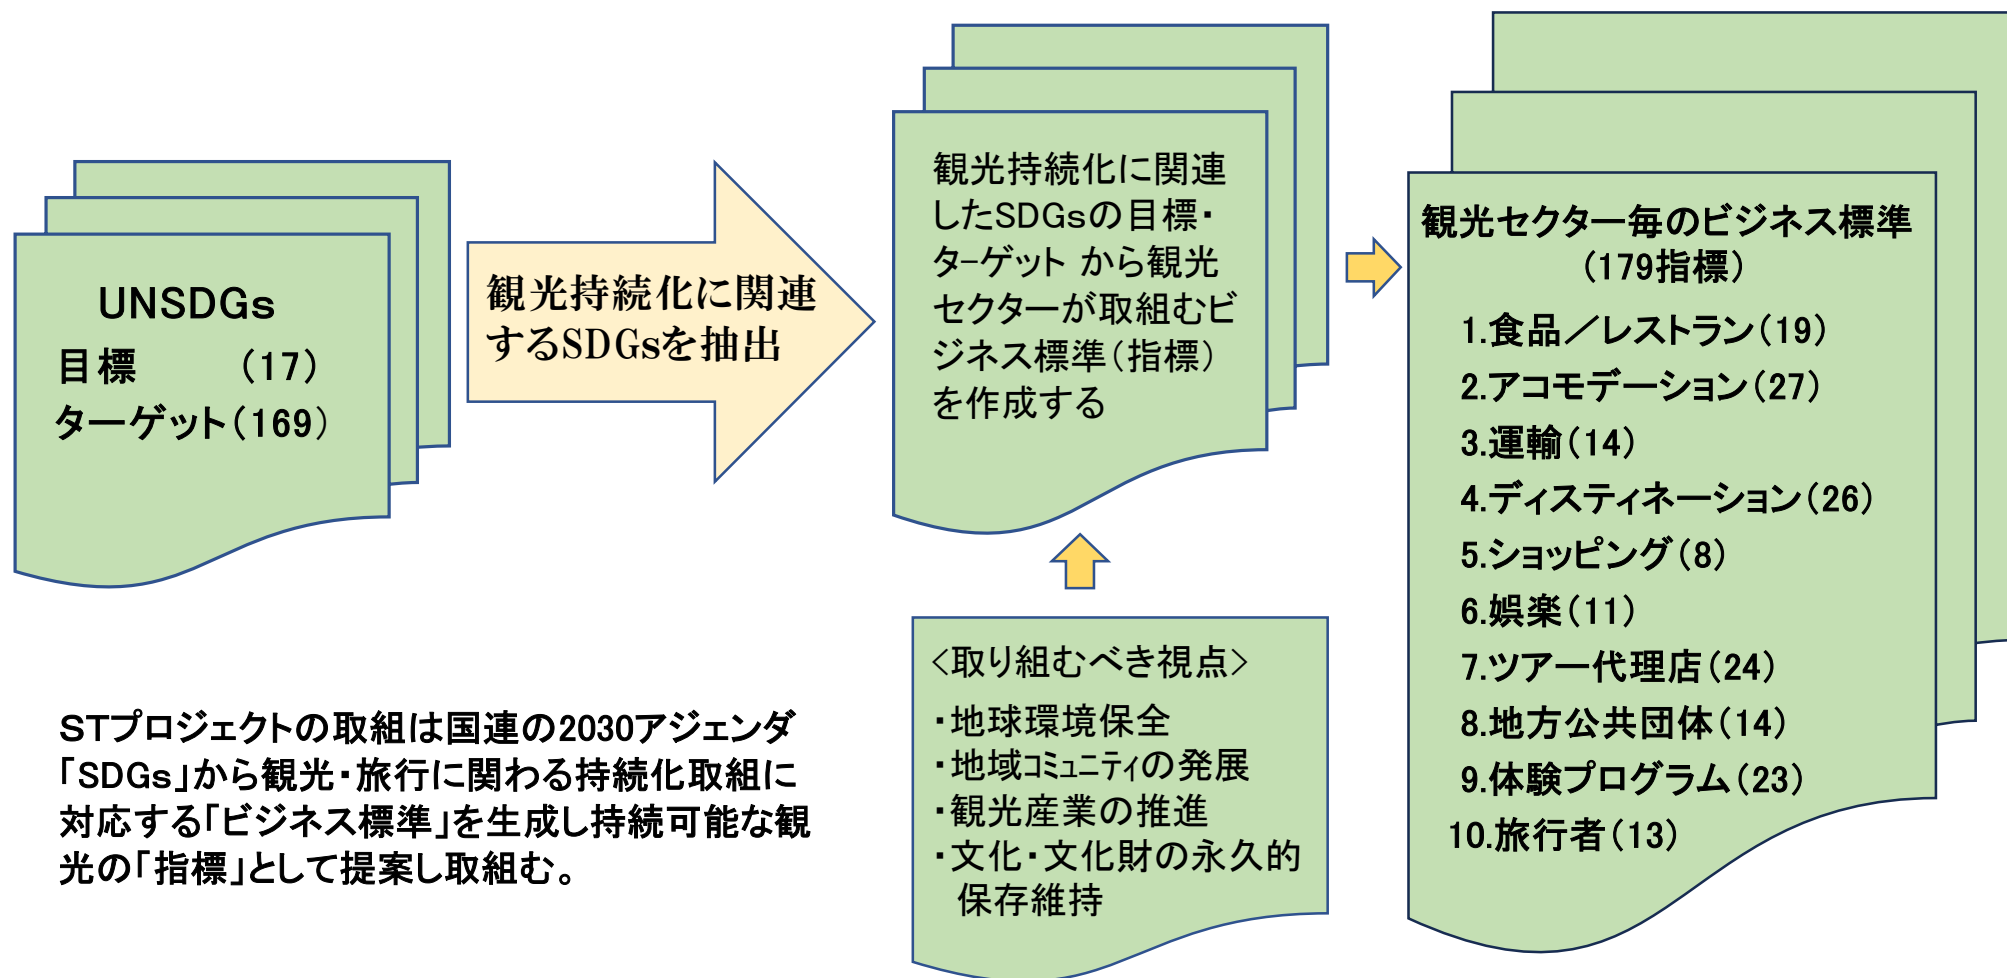 UNSDGs
目標 (17)
ターゲット(169)
観光持続化に関連
するSDGsを抽出
観光持続化に関連
したSDGsの目標・
ターゲット から観光
セクターが取組むビ
ジネス標準(指標)
を作成する
<取り組むべき視点>
・地球環境保全
・地域コミュニティの発展
・観光産業の推進
・文化・文化財の永久的
保存維持
観光セクター毎のビジネス標準
(179指標)
1.食品／レストラン(19)
2.アコモデーション(27)
3.運輸(14)
4.ディスティネーション(26)
5.ショッピング(8)
6.娯楽(11)
7.ツアー代理店(24)
8.地方公共団体(14)
9.体験プログラム(23)
10.旅行者(13)
STプロジェクトの取組は国連の2030アジェンダ
「SDGs」から観光・旅行に関わる持続化取組に
対応する「ビジネス標準」を生成し持続可能な観
光の「指標」として提案し取組む。